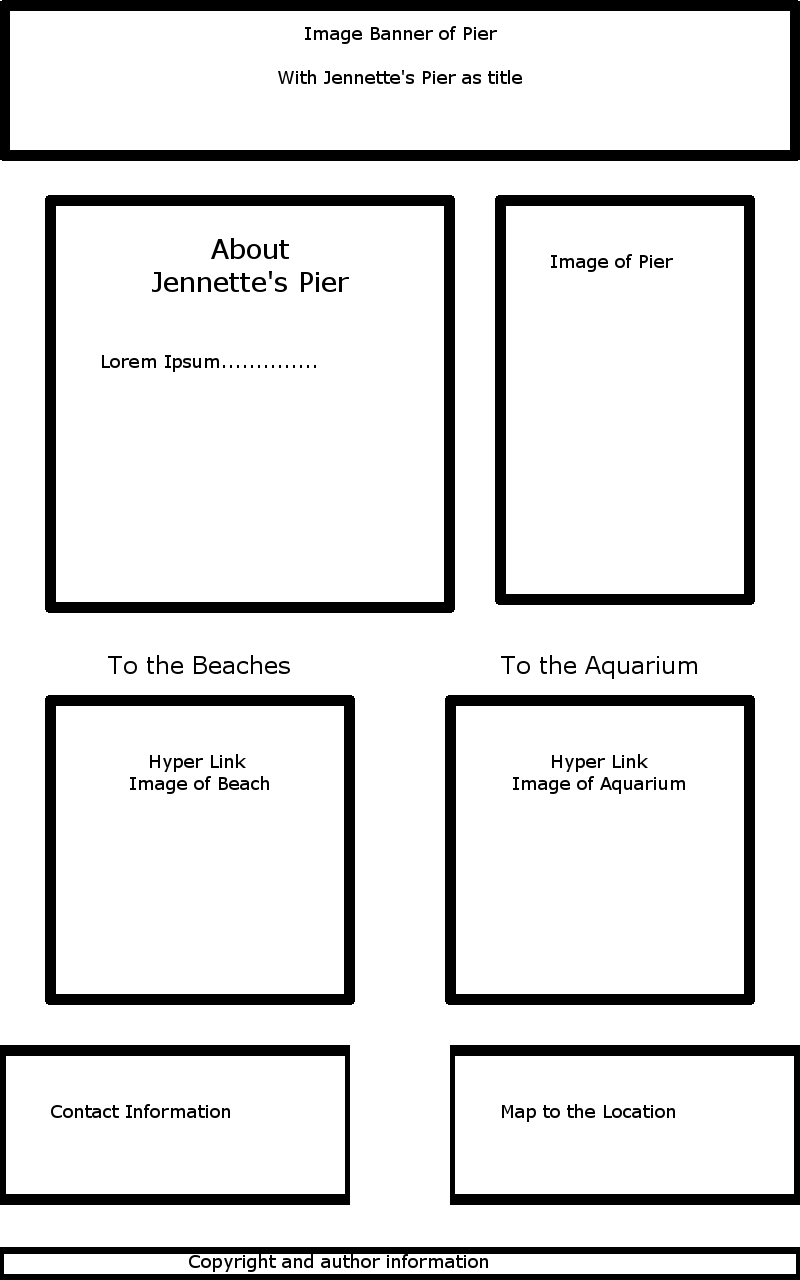 Image Banner of Pier
With Jennette's Pier as title
About
Jennette's Pier
Lorem Ipsum..............
Image of Pier
To the Beaches
Hyper Link
Image of Beach
To the Aquarium
Hyper Link
Image of Aquarium
Contact Information
Map to the Location
Copyright and author information